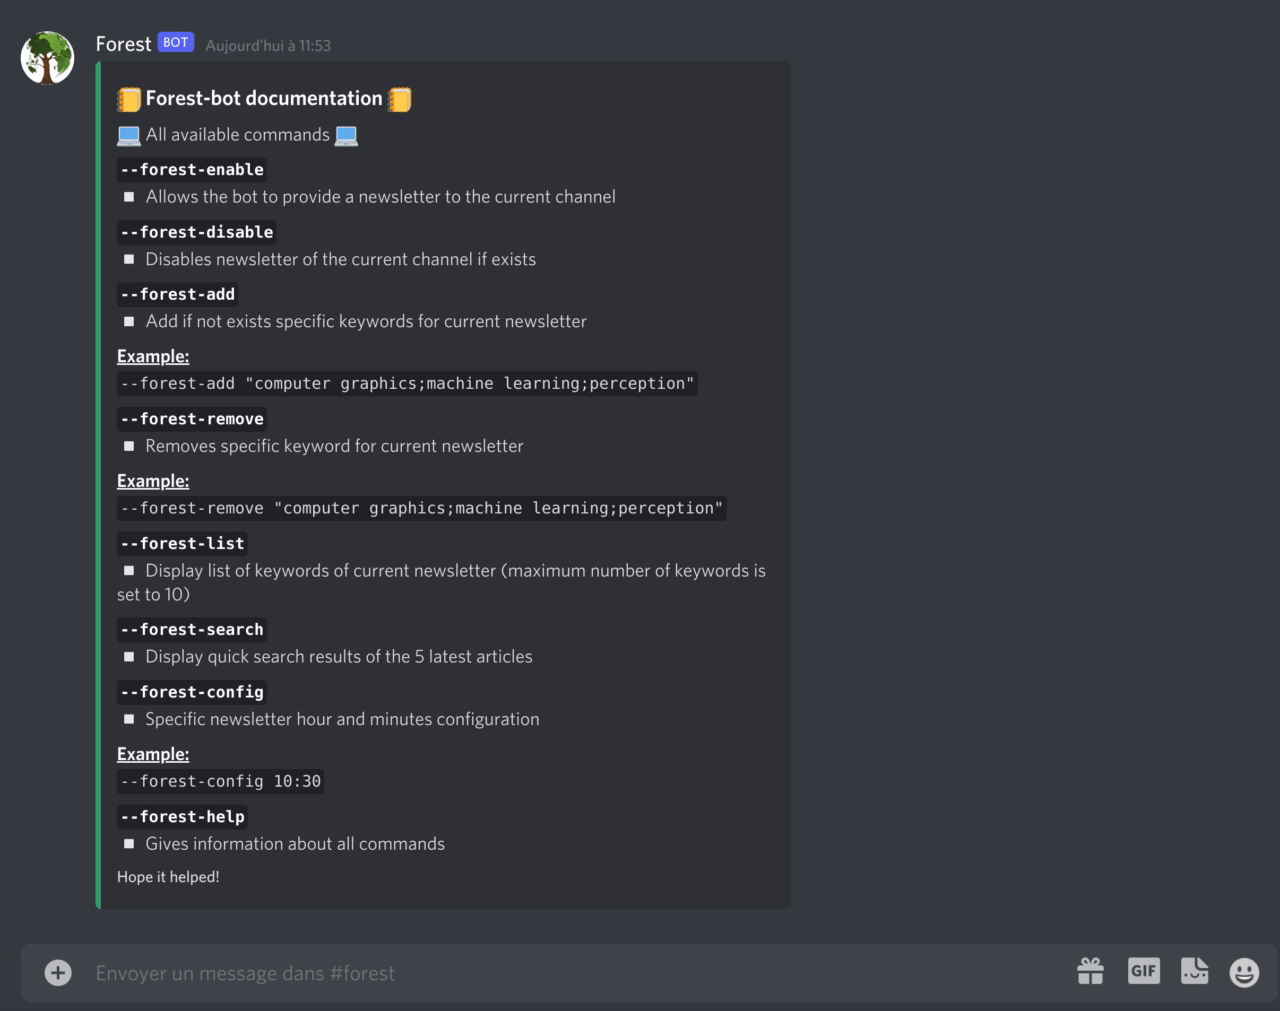 Forest BOT Aujourd'hui à 11:53
Forest-bot documentation
All available commands
--forest-enable
Allows the bot to provide a newsletter to the current channel
--forest-disable
Disables newsletter of the current channel if exists
--forest-add
Add if not exists specific keywords for current newsletter
Example:
--forest-add "computer graphics;machine learning;perception"
--forest-remove
Removes specific keyword for current newsletter
Example:
--forest-remove "computer graphics;machine learning;perception"
--forest-list
Display list of keywords of current newsletter (maximum number of keywords is
set to 10)
--forest-search
Display quick search results of the 5 latest articles
--forest-config
Specific newsletter hour and minutes configuration
Example:
--forest-config 10:30
--forest-help
Gives information about all commands
Hope it helped!
Envoyer un message dans #forest GIF